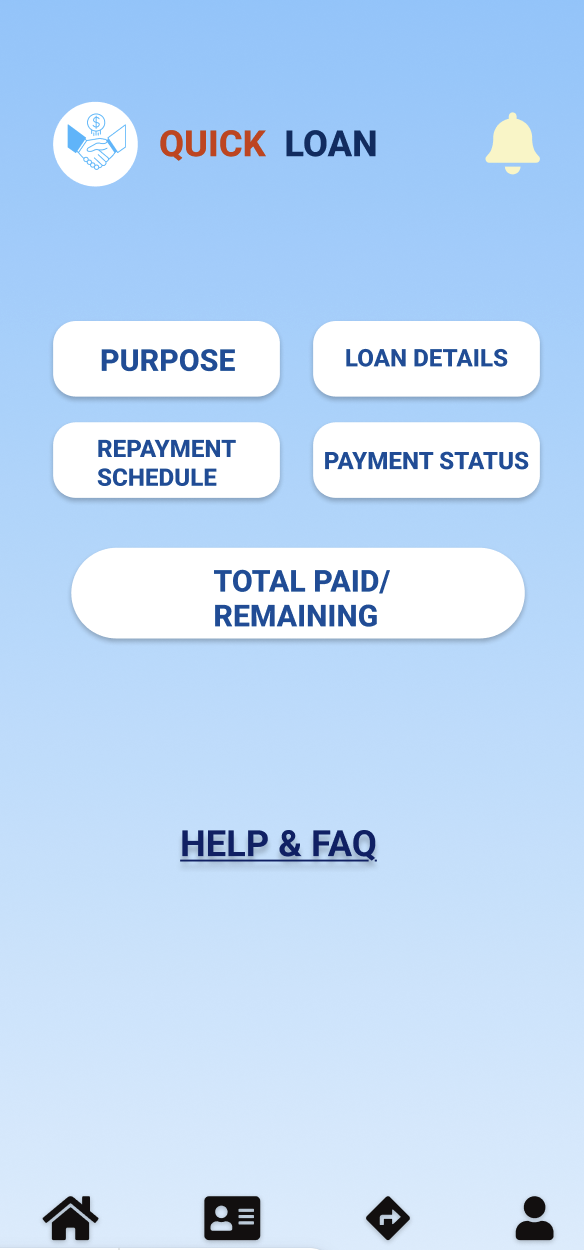 QUICK LOAN
PURPOSE
LOAN DETAILS
REPAYMENT
SCHEDULE
PAYMENT STATUS
TOTAL PAID/
REMAINING
HELP & FAQ